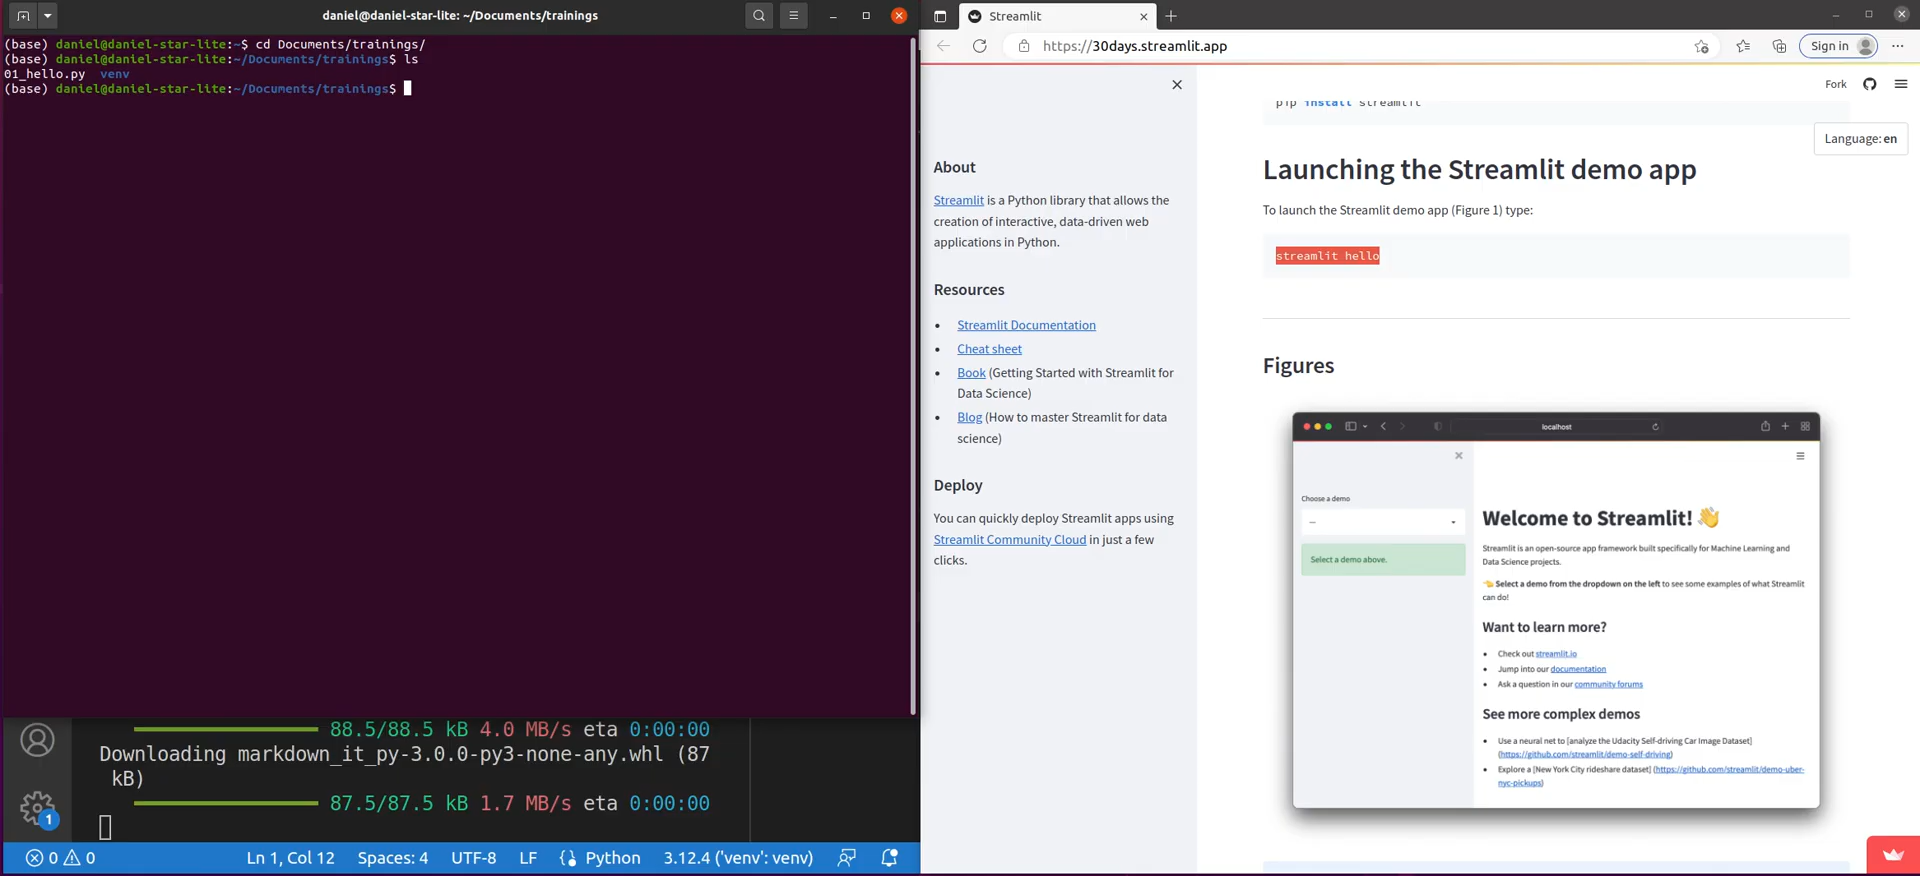 daniel@daniel-star-lite: ~/Documents/trainings
(base) daniel@daniel-star-lite:~$ cd Documents/trainings/
(base) daniel@daniel-star-lite:~/Documents/trainings$ ls
01_hello.py  venv
(base) daniel@daniel-star-lite:~/Documents/trainings$
88.5/88.5 kB 4.0 MB/s eta 0:00:00
Downloading markdown_it_py-3.0.0-py3-none-any.whl (87
kB)
87.5/87.5 kB 1.7 MB/s eta 0:00:00
1
0 0 Ln 1, Col 12 Spaces: 4 UTF-8 LF Python 3.12.4 ('venv': venv)
Streamlit
https://30days.streamlit.app
Sign in
Fork
Language: en
About
Streamlit is a Python library that allows the
creation of interactive, data-driven web
applications in Python.
Resources
Streamlit Documentation
Cheat sheet
Book (Getting Started with Streamlit for
Data Science)
Blog (How to master Streamlit for data
science)
Deploy
You can quickly deploy Streamlit apps using
Streamlit Community Cloud in just a few
clicks.
pip install streamlit
Launching the Streamlit demo app
To launch the Streamlit demo app (Figure 1) type:
streamlit hello
Figures
localhost
Choose a demo
—
Select a demo above.
Welcome to Streamlit! 👋
Streamlit is an open-source app framework built specifically for Machine Learning and
Data Science projects.
👈 Select a demo from the dropdown on the left to see some examples of what Streamlit
can do!
Want to learn more?
Check out streamlit.io
Jump into our documentation
Ask a question in our community forums
See more complex demos
Use a neural net to [analyze the Udacity Self-driving Car Image Dataset]
(https://github.com/streamlit/demo-self-driving)
Explore a [New York City rideshare dataset] (https://github.com/streamlit/demo-uber-
nyc-pickups)